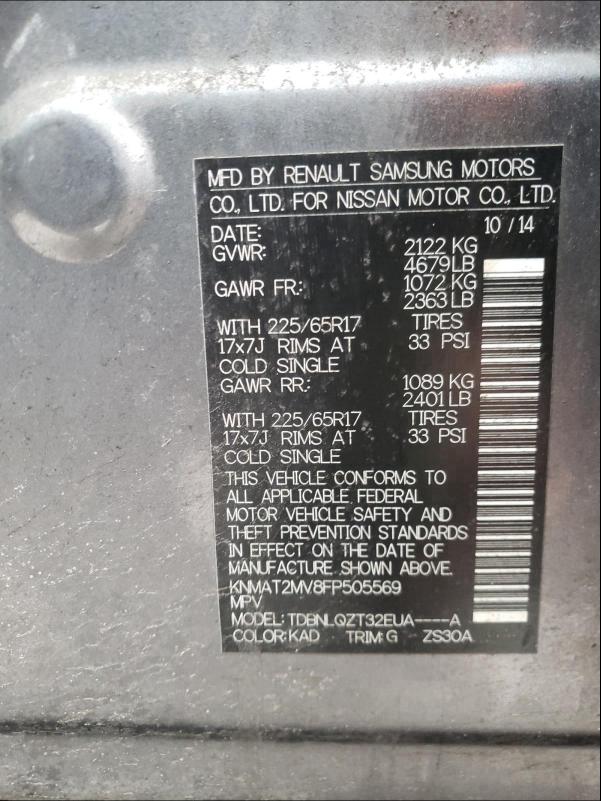 MFD BY RENAULT SAMSUNG MOTORS
CO., LTD. FOR NISSAN MOTOR CO., LTD.
DATE: 10 / 14
GVWR: 2122 KG
4679 LB
GAWR FR.: 1072 KG
2363 LB
WITH 225/65R17 TIRES
17x7J RIMS AT 33 PSI
COLD SINGLE
GAWR RR.: 1089 KG
2401 LB
WITH 225/65R17 TIRES
17x7J RIMS AT 33 PSI
COLD SINGLE
THIS VEHICLE CONFORMS TO
ALL APPLICABLE FEDERAL
MOTOR VEHICLE SAFETY AND
THEFT PREVENTION STANDARDS
IN EFFECT ON THE DATE OF
MANUFACTURE SHOWN ABOVE.
KNMAT2MV8FP505569
MPV
MODEL: TDBNLQZT32EUA----A
COLOR:KAD TRIM:G ZS30A